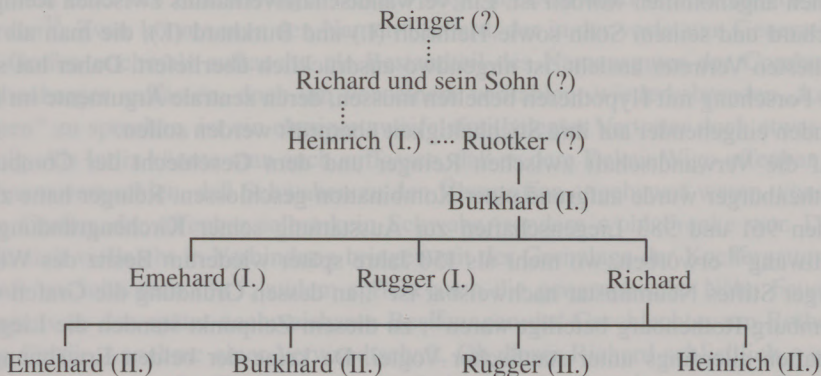 Reinger (?)
Richard und sein Sohn (?)
Heinrich (I.) ···· Ruotker (?)
Burkhard (I.)
Emehard (I.) Rugger (I.) Richard
Emehard (II.) Burkhard (II.) Rugger (II.) Heinrich (II.)